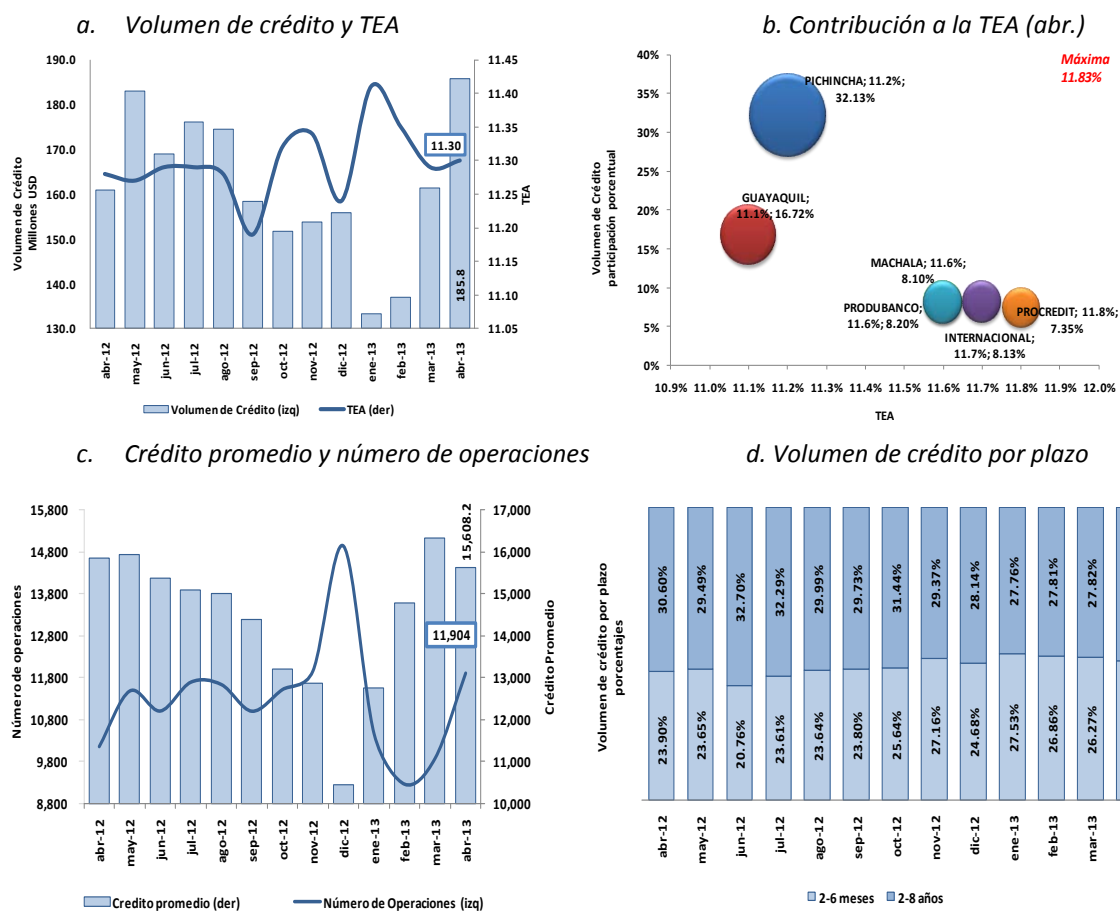 a. Volumen de crédito y TEA
190.0
180.0
170.0
160.0
150.0
140.0
130.0
Volumen de Crédito
Millones USD
11.45
11.40
11.35
11.30
11.25
11.20
11.15
11.10
11.05
TEA
11.30
185.8
abr-12
may-12
jun-12
jul-12
ago-12
sep-12
oct-12
nov-12
dic-12
ene-13
feb-13
mar-13
abr-13
Volumen de Crédito (izq)
TEA (der)
b. Contribución a la TEA (abr.)
Máxima
11.83%
40%
35%
30%
25%
20%
15%
10%
5%
0%
Volumen de Crédito
participación porcentual
PICHINCHA; 11.2%;
32.13%
GUAYAQUIL;
11.1%; 16.72%
MACHALA; 11.6%;
8.10%
PRODUBANCO;
11.6%; 8.20%
INTERNACIONAL;
11.7%; 8.13%
PROCREDIT; 11.8%;
7.35%
10.9% 11.0% 11.1% 11.2% 11.3% 11.4% 11.5% 11.6% 11.7% 11.8% 11.9% 12.0%
TEA
c. Crédito promedio y número de operaciones
15,800
14,800
13,800
12,800
11,800
10,800
9,800
8,800
Número de operaciones
17,000
16,000
15,000
14,000
13,000
12,000
11,000
10,000
Crédito Promedio
15,608.2
11,904
abr-12
may-12
jun-12
jul-12
ago-12
sep-12
oct-12
nov-12
dic-12
ene-13
feb-13
mar-13
abr-13
Credito promedio (der)
Número de Operaciones (izq)
d. Volumen de crédito por plazo
Volumen de crédito por plazo
porcentajes
30.60%
29.49%
32.70%
32.29%
29.99%
29.73%
31.44%
29.37%
28.14%
27.76%
27.81%
27.82%
23.90%
23.65%
20.76%
23.61%
23.64%
23.80%
25.64%
27.16%
24.68%
27.53%
26.86%
26.27%
abr-12
may-12
jun-12
jul-12
ago-12
sep-12
oct-12
nov-12
dic-12
ene-13
feb-13
mar-13
2-6 meses
2-8 años